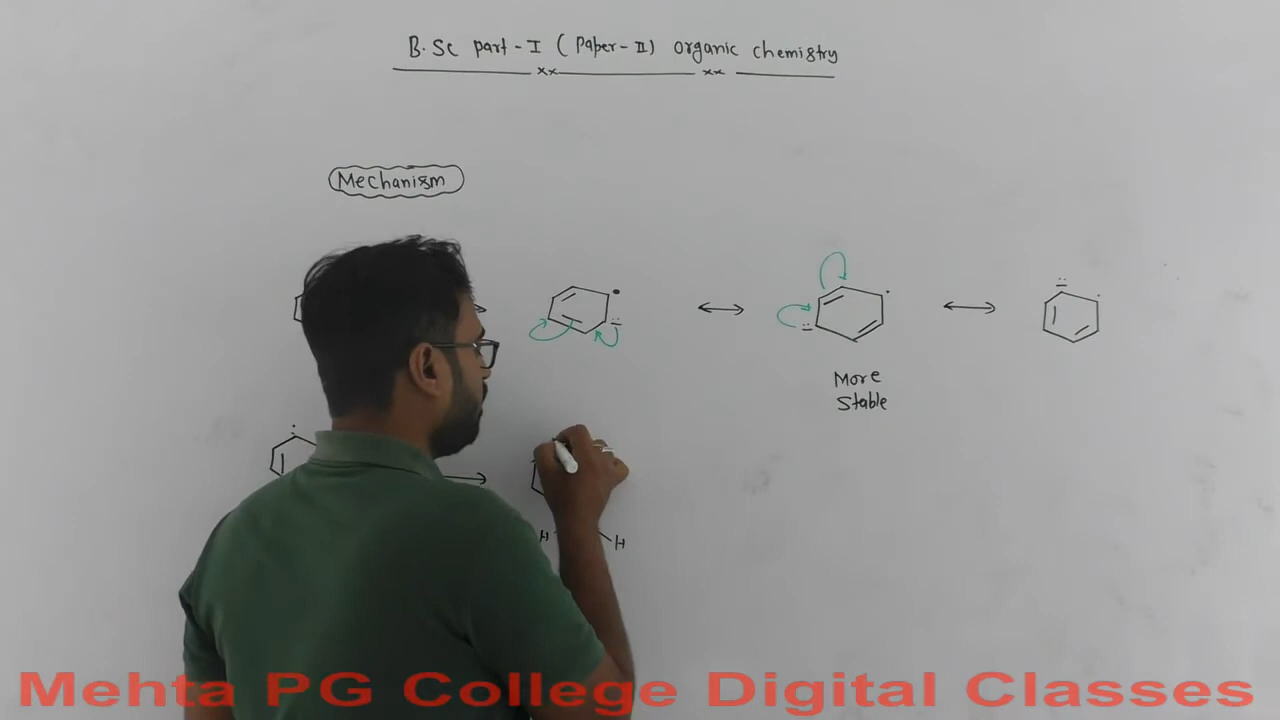 B.Sc part-I (Paper-II) organic chemistry
xx xx
Mechanism
More
Stable
H H
Mehta PG College Digital Classes